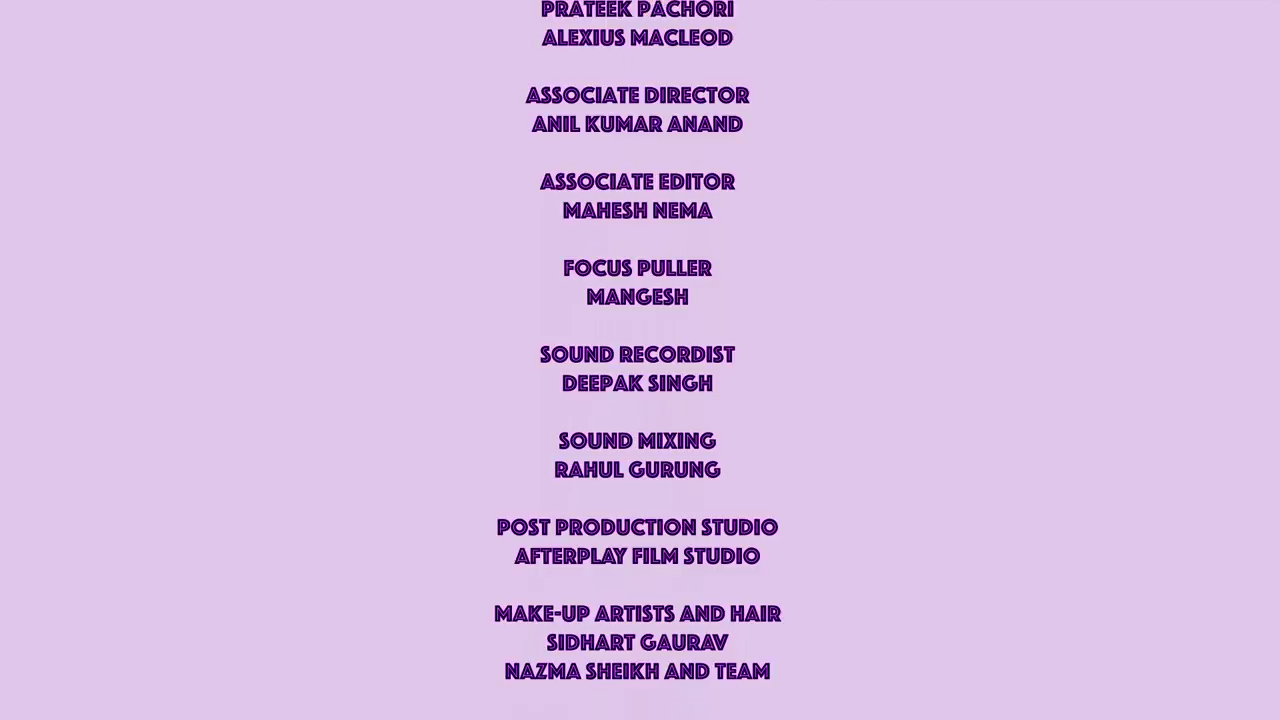 PRATEEK PACHORI
ALEXIUS MACLEOD
ASSOCIATE DIRECTOR
ANIL KUMAR ANAND
ASSOCIATE EDITOR
MAHESH NEMA
FOCUS PULLER
MANGESH
SOUND RECORDIST
DEEPAK SINGH
SOUND MIXING
RAHUL GURUNG
POST PRODUCTION STUDIO
AFTERPLAY FILM STUDIO
MAKE-UP ARTISTS AND HAIR
SIDHART GAURAV
NAZMA SHEIKH AND TEAM